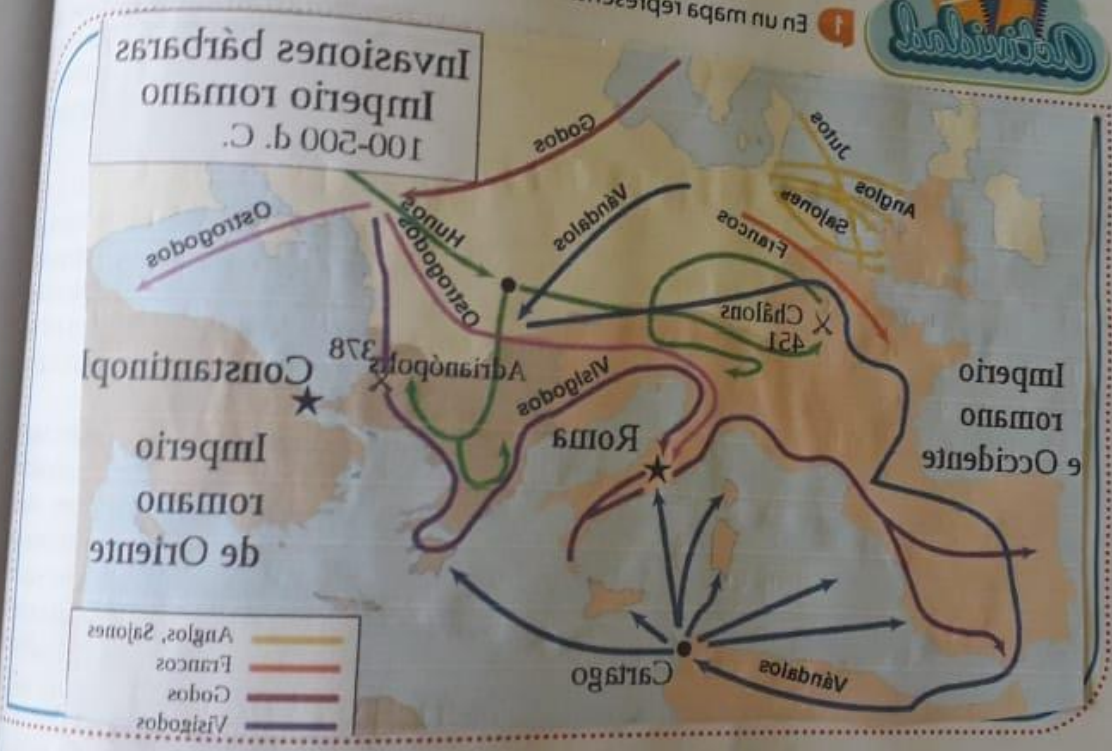 Actividad
1 En un mapa
Invasiones bárbaras
Imperio romano
100-500 d. C.
Jutos
Anglos
Sajones
Francos
Vándalos
Godos
Hunos
Ostrogodos
Ostrogodos
Châlons
451
Imperio
romano
e Occidente
Visigodos
Roma
Adrianópolis
378
Constantinopl
Imperio
romano
de Oriente
Cartago
Vándalos
Anglos, Sajones
Francos
Godos
Visigodos